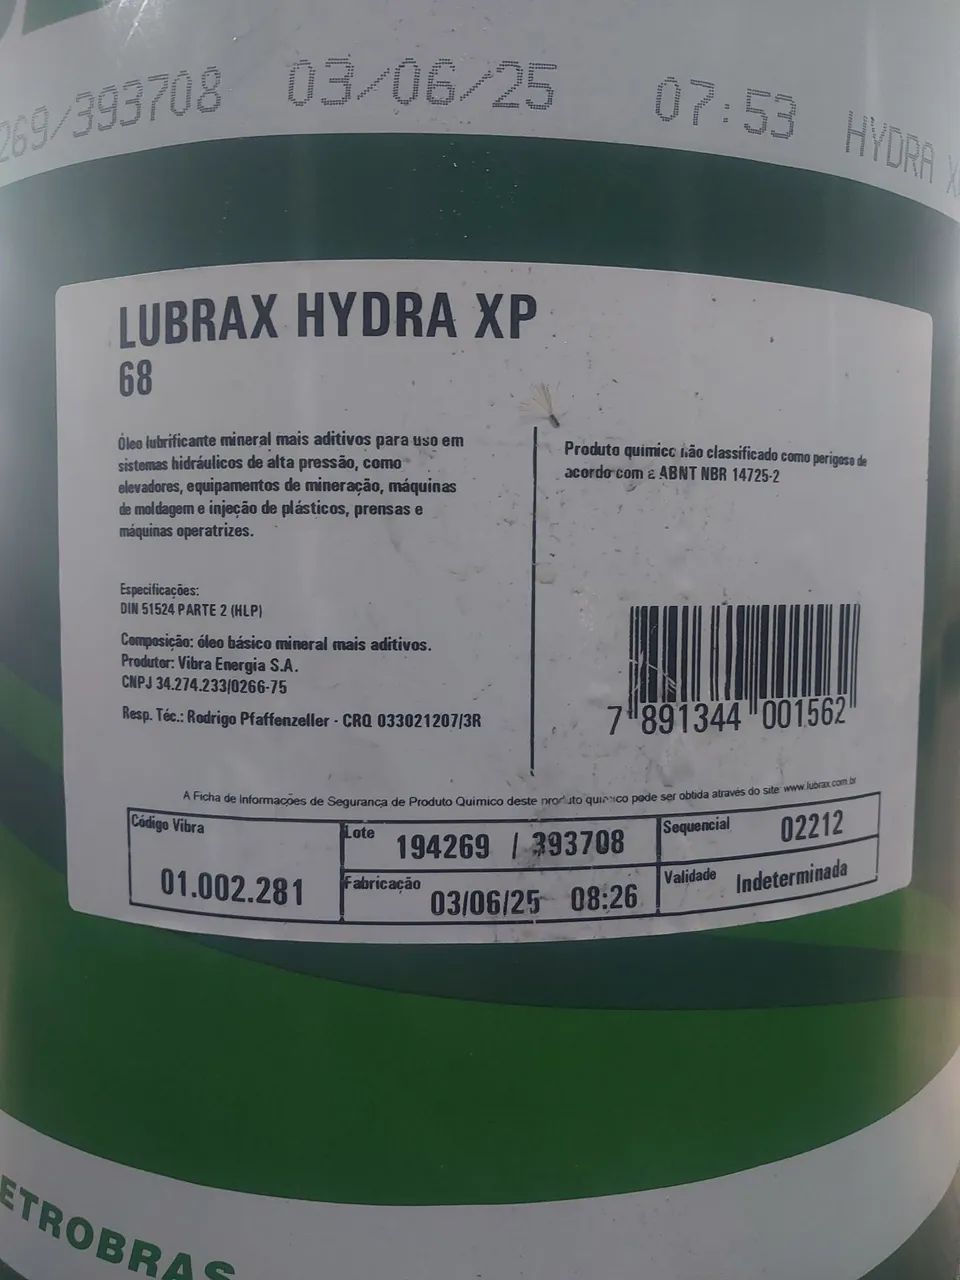 269/393708 03/06/25 07:53 HYDRA X
LUBRAX HYDRA XP
68
Óleo lubrificante mineral mais aditivos para uso em
sistemas hidráulicos de alta pressão, como
elevadores, equipamentos de mineração, máquinas
de moldagem e injeção de plásticos, prensas e
máquinas operatrizes.
Especificações:
DIN 51524 PARTE 2 (HLP)
Composição: óleo básico mineral mais aditivos.
Produtor: Vibra Energia S.A.
CNPJ 34.274.233/0266-75
Resp. Téc.: Rodrigo Pfaffenzeller - CRQ 033021207/3R
Produto químico não classificado como perigoso de
acordo com a ABNT NBR 14725-2
7 891344 001562
A Ficha de Informações de Segurança de Produto Químico deste produto químico pode ser obtida através do site: www.lubrax.com.br
Código Vibra
01.002.281
Lote 194269 / 393708
Fabricação 03/06/25 08:26
Sequencial 02212
Validade Indeterminada
ETROBRAS